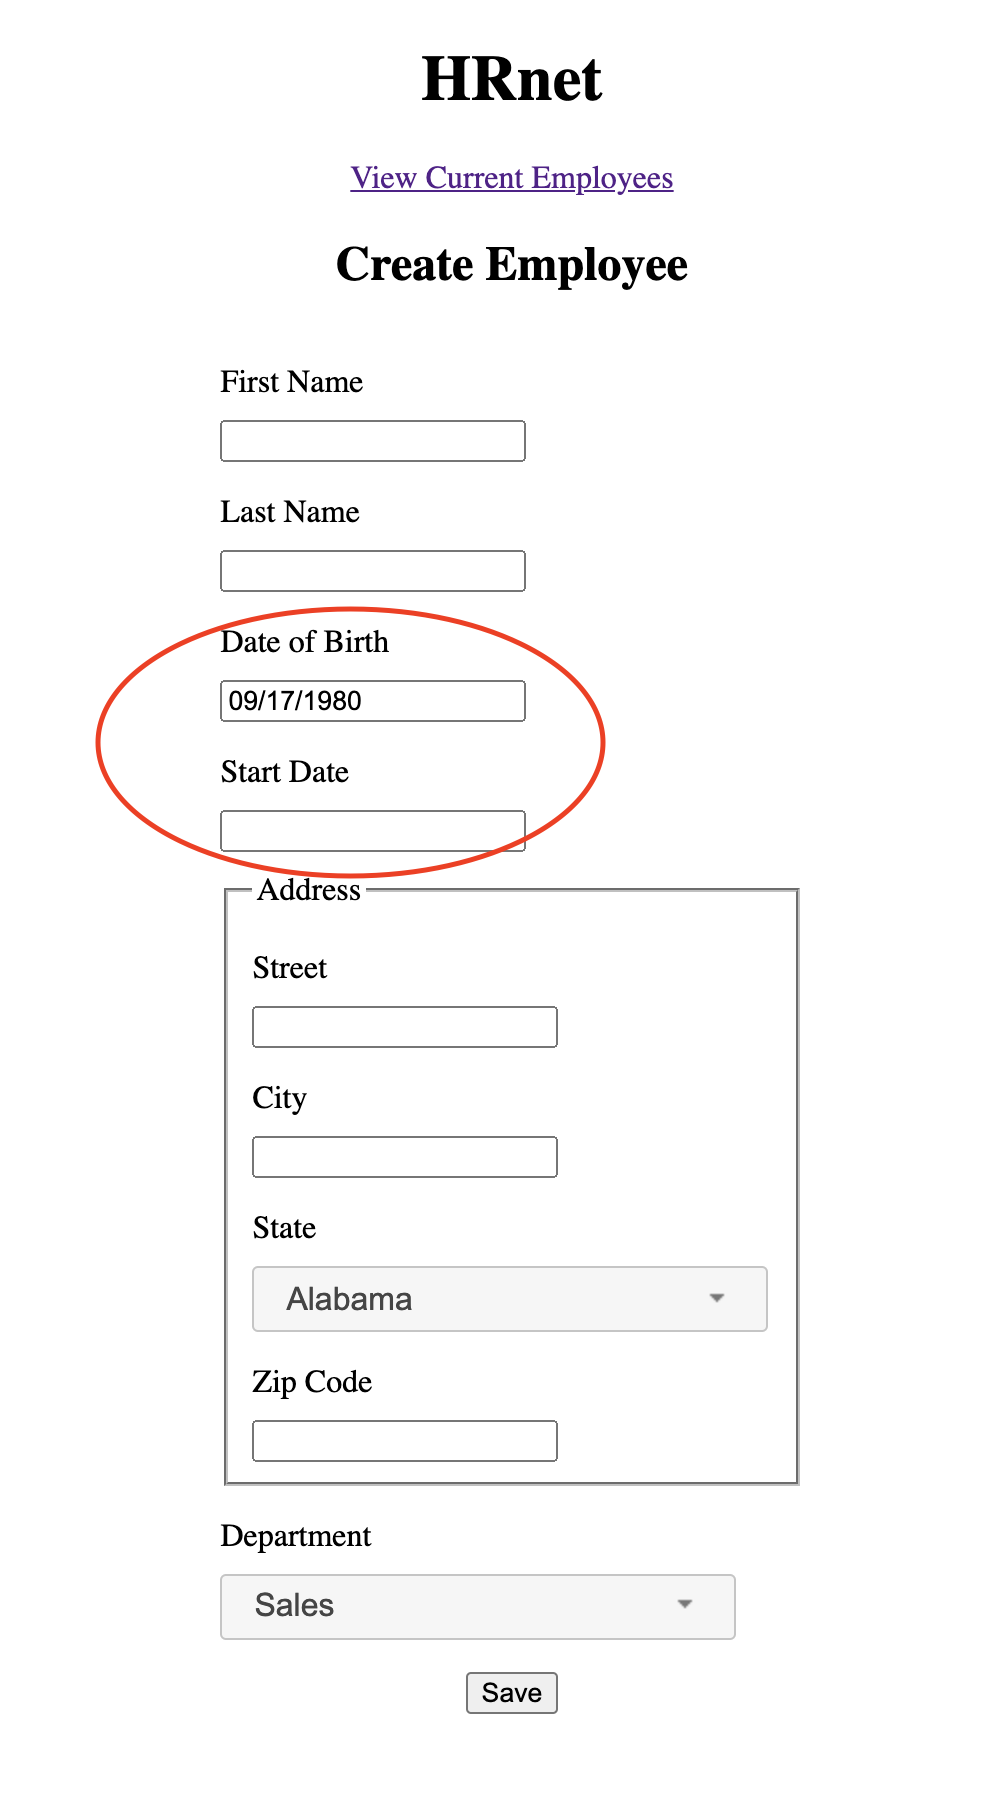 HRnet
View Current Employees
Create Employee
First Name
Last Name
Date of Birth
09/17/1980
Start Date
Address
Street
City
State
Alabama
Zip Code
Department
Sales
Save